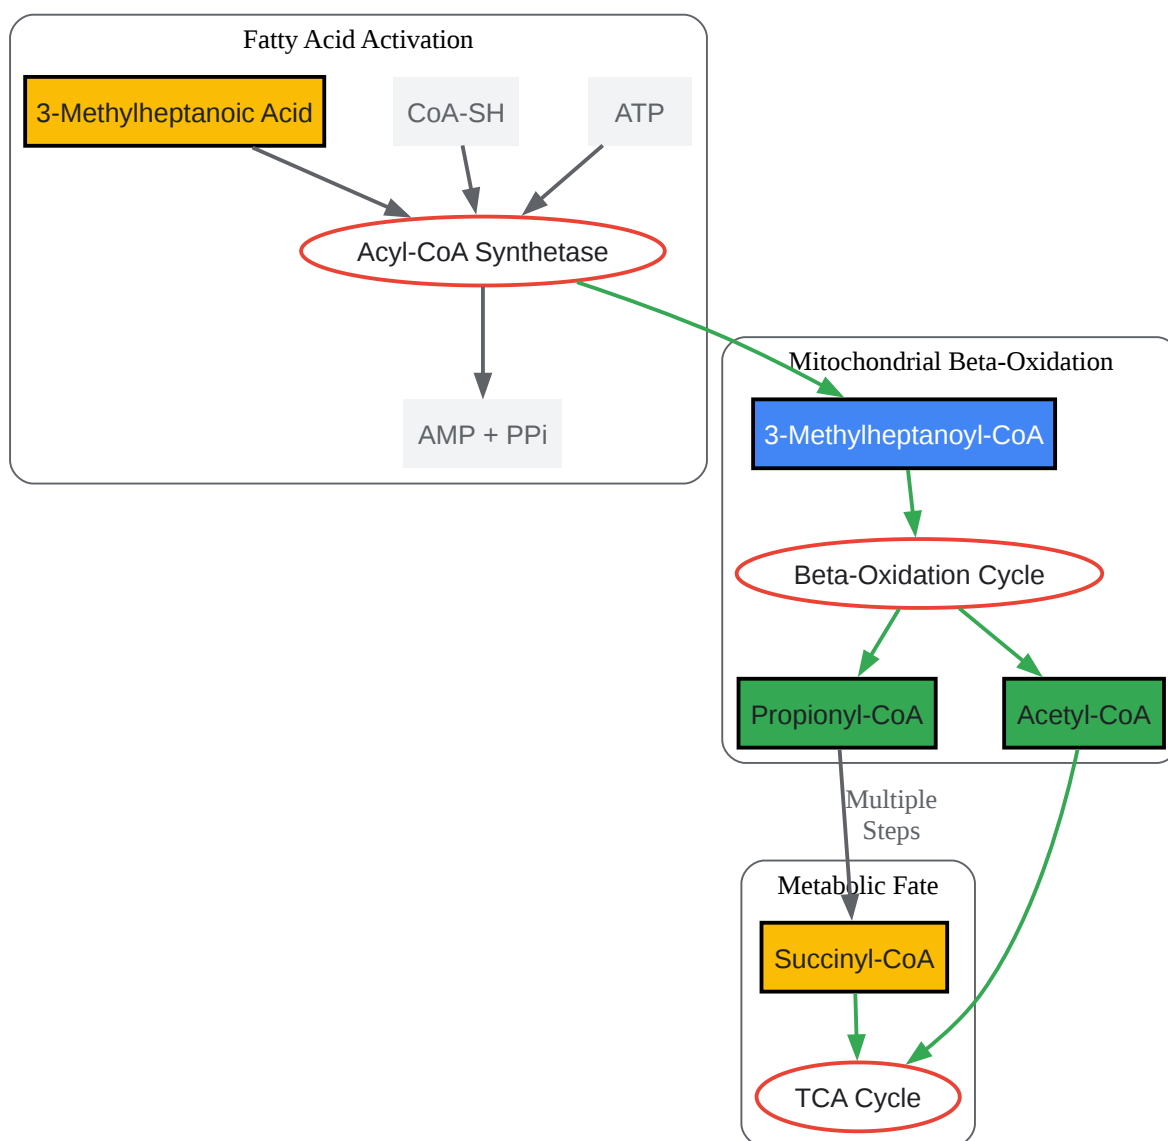 Fatty Acid Activation
3-Methylheptanoic Acid
CoA-SH
ATP
Acyl-CoA Synthetase
AMP + PPi
Mitochondrial Beta-Oxidation
3-Methylheptanoyl-CoA
Beta-Oxidation Cycle
Propionyl-CoA
Acetyl-CoA
Multiple
Steps
Metabolic Fate
Succinyl-CoA
TCA Cycle